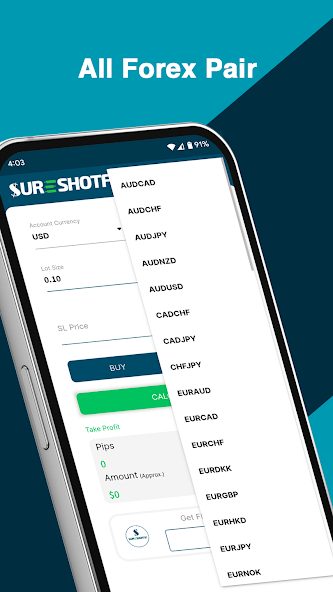 All Forex Pair
4:03
91%
SURESHOTF
Account Currency
USD
Lot Size
0.10
SL Price
BUY
CAL
Take Profit
Pips
0
Amount (Approx.)
$0
Get F
AUDCAD
AUDCHF
AUDJPY
AUDNZD
AUDUSD
CADCHF
CADJPY
CHFJPY
EURAUD
EURCAD
EURCHF
EURDKK
EURGBP
EURHKD
EURJPY
EURNOK